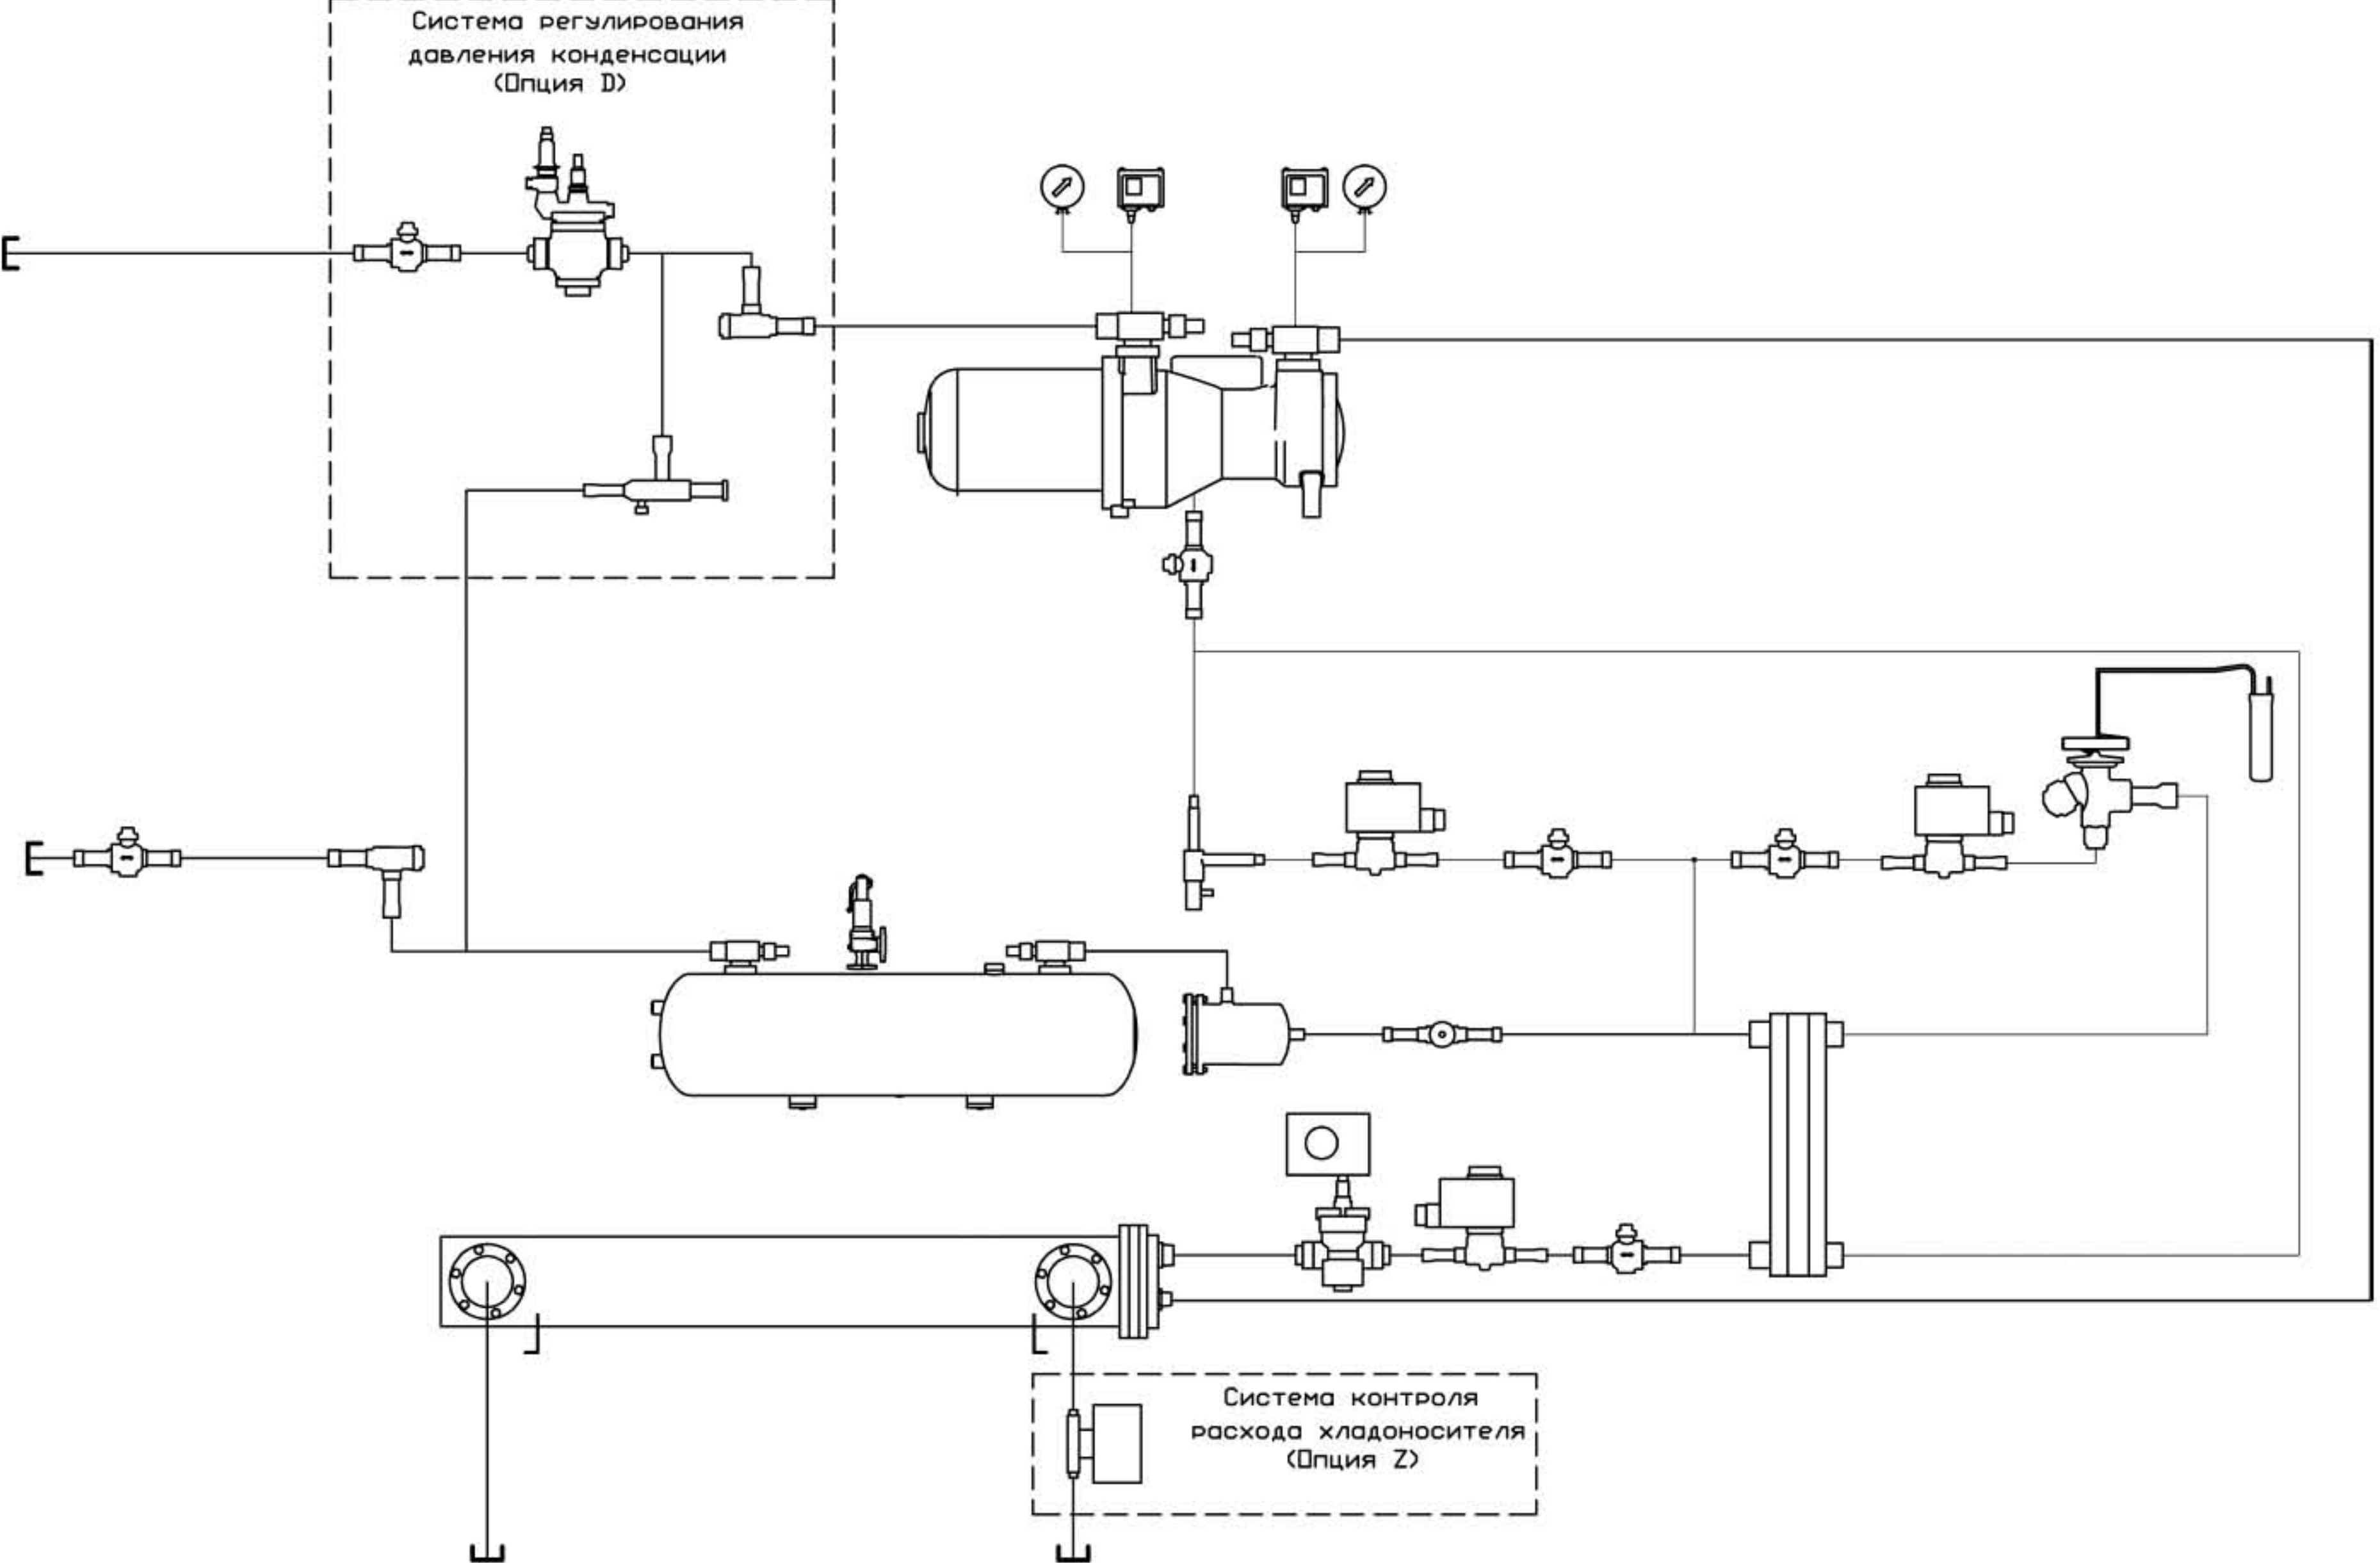 Система регулирования
давления конденсации
(Опция D)
Система контроля
расхода хладоносителя
(Опция Z)